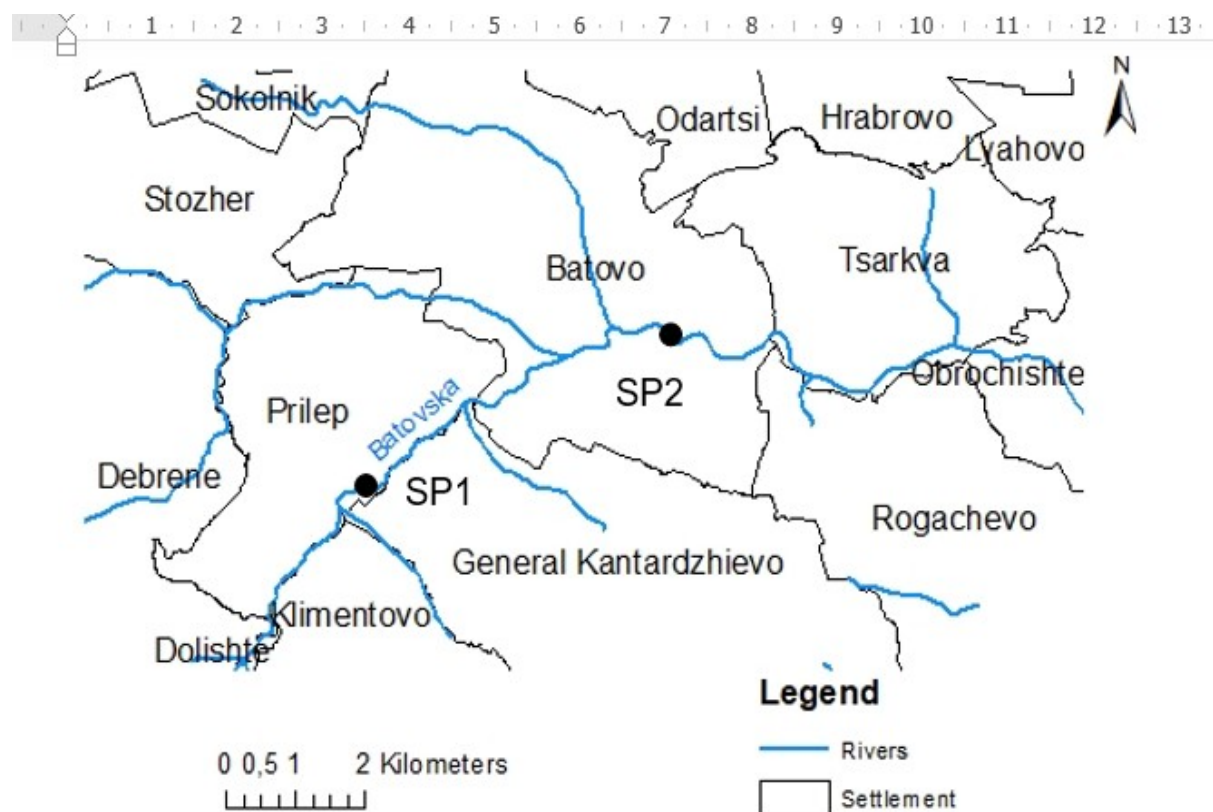 1 2 3 4 5 6 7 8 9 10 11 12 13
N
Sokolnik
Odartsi
Hrabrovo
Lyahovo
Stozher
Tsarkva
Batovo
Obrochishte
SP2
Prilep
Batovska
Debrene
SP1
Rogachevo
General Kantardzhievo
Klimentovo
Dolishte
Legend
Rivers
Settlement
0 0,5 1 2 Kilometers